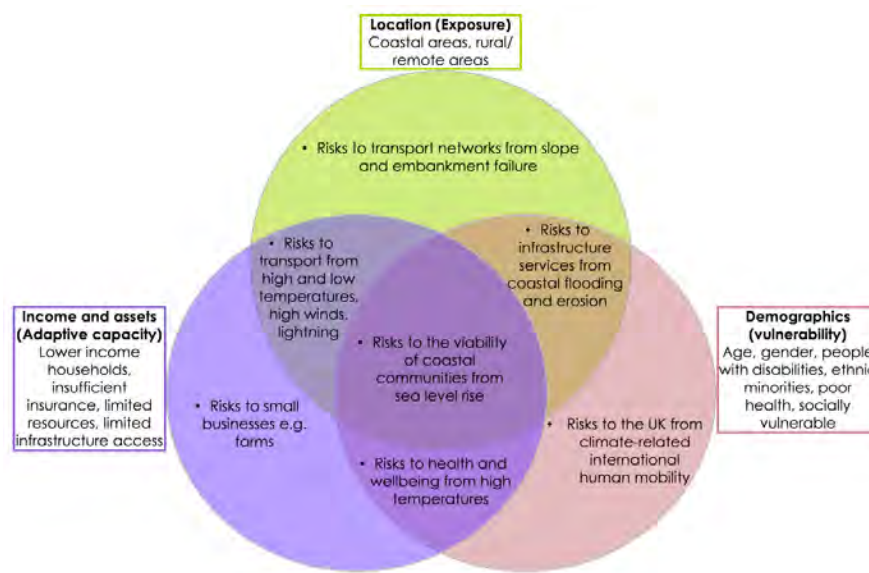 Location (Exposure)
Coastal areas, rural/
remote areas
• Risks to transport networks from slope
and embankment failure
• Risks to
transport from
high and low
temperatures,
high winds,
lightning
• Risks to
infrastructure
services from
coastal flooding
and erosion
Income and assets
(Adaptive capacity)
Lower income
households,
insufficient
insurance, limited
resources, limited
infrastructure access
• Risks to the viability
of coastal
communities from
sea level rise
Demographics
(vulnerability)
Age, gender, people
with disabilities, ethnic
minorities, poor
health, socially
vulnerable
• Risks to small
businesses e.g.
farms
• Risks to the UK from
climate-related
international
human mobility
• Risks to health and
wellbeing from high
temperatures